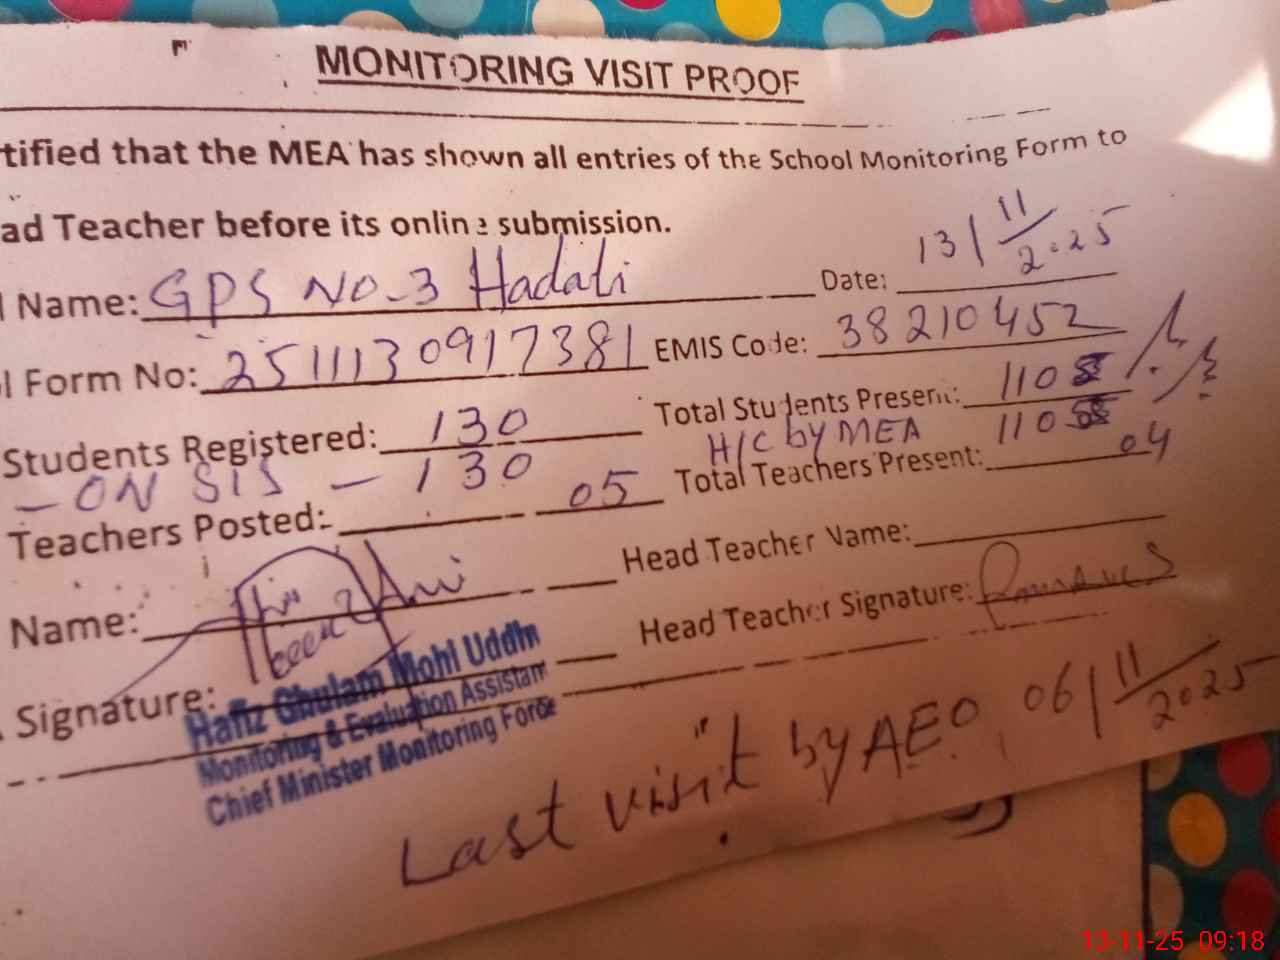 MONITORING VISIT PROOF
tified that the MEA has shown all entries of the School Monitoring Form to
ad Teacher before its online submission.
l Name: GPS NO-3 Hadali Date: 13/11/2025
l Form No: 2511130917381 EMIS Code: 38210452
Students Registered: 130 Total Students Present: 110
- ON SIS - 130 H/C by MEA 110
Teachers Posted: 05 Total Teachers Present: 04
Name: Head Teacher Name:
Signature: Head Teacher Signature:
Hafiz Ghulam Mohi Uddin
Monitoring & Evaluation Assistant
Chief Minister Monitoring Force
Last visit by AEO 06/11/2025
13-11-25 09:18